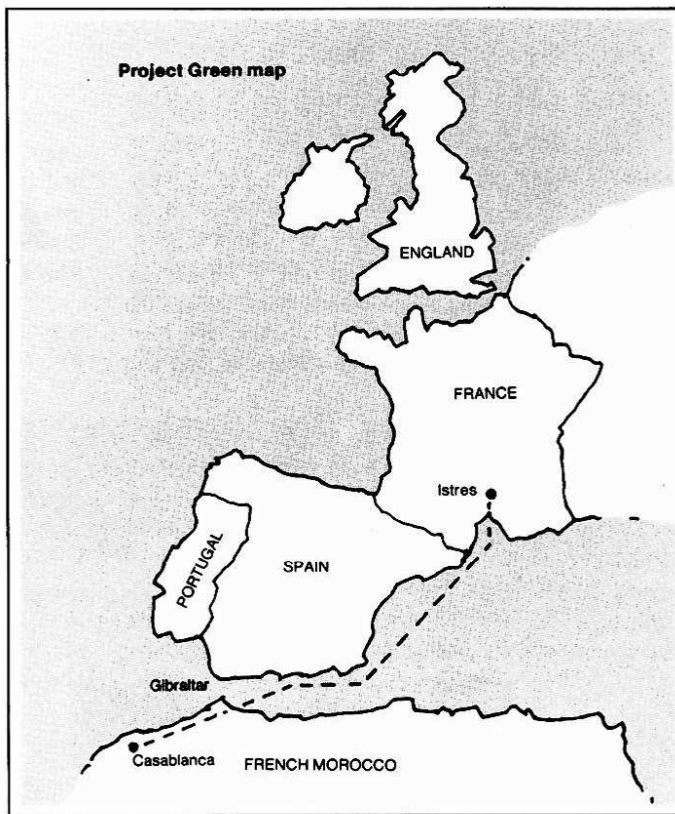 Project Green map
ENGLAND
FRANCE
Istres
PORTUGAL
SPAIN
Gibraltar
Casablanca
FRENCH MOROCCO